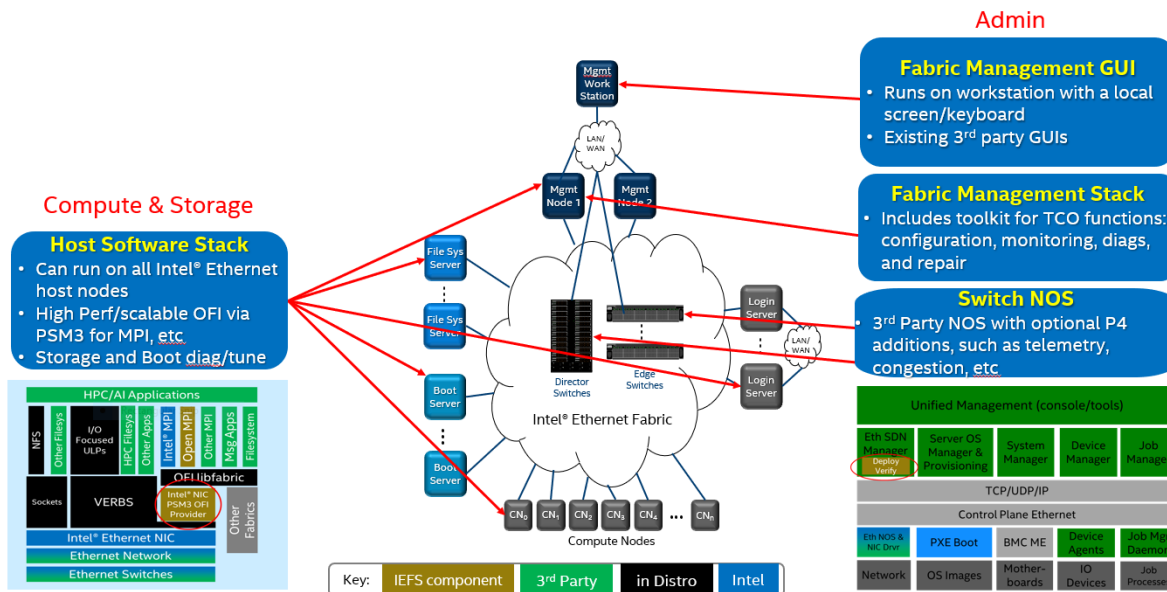 Admin
Fabric Management GUI
• Runs on workstation with a local
screen/keyboard
• Existing 3rd party GUIs
Mgmt
Work
Station
LAN/
WAN
Mgmt
Node 1
Mgmt
Node 2
Fabric Management Stack
• Includes toolkit for TCO functions:
configuration, monitoring, diags,
and repair
Compute & Storage
Host Software Stack
• Can run on all Intel® Ethernet
host nodes
• High Perf/scalable OFI via
PSM3 for MPI, etc
• Storage and Boot diag/tune
File Sys
Server
File Sys
Server
Boot
Server
Boot
Server
Director
Switches
Edge
Switches
Intel® Ethernet Fabric
Login
Server
Login
Server
LAN/
WAN
Switch NOS
• 3rd Party NOS with optional P4
additions, such as telemetry,
congestion, etc
CN0
CN1
CN2
CN3
CN4
CNn
Compute Nodes
HPC/AI Applications
NFS
Other Filesys
I/O
Focused
ULPs
HPC Filesys
Other Apps
Intel® MPI
Open MPI
Other MPI
Msg Apps
Filesystem
OFI libfabric
Sockets
VERBS
Intel® NIC
PSM3 OFI
Provider
Other
Fabrics
Intel® Ethernet NIC
Ethernet Network
Ethernet Switches
Unified Management (console/tools)
Eth SDN
Manager
Deploy
Verify
Server OS
Manager &
Provisioning
System
Manager
Device
Manager
Job
Manage
TCP/UDP/IP
Control Plane Ethernet
Eth NOS &
NIC Drvr
PXE Boot
BMC ME
Device
Agents
Job Mgm
Daemon
Network
OS Images
Mother-
boards
IO
Devices
Job
Processe
Key:
IEFS component
3rd Party
in Distro
Intel